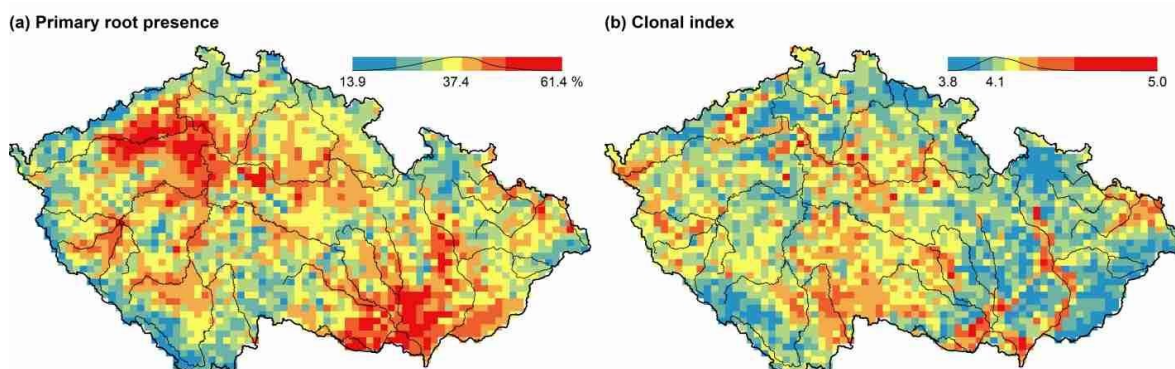 (a) Primary root presence
13.9 37.4 61.4 %
(b) Clonal index
3.8 4.1 5.0